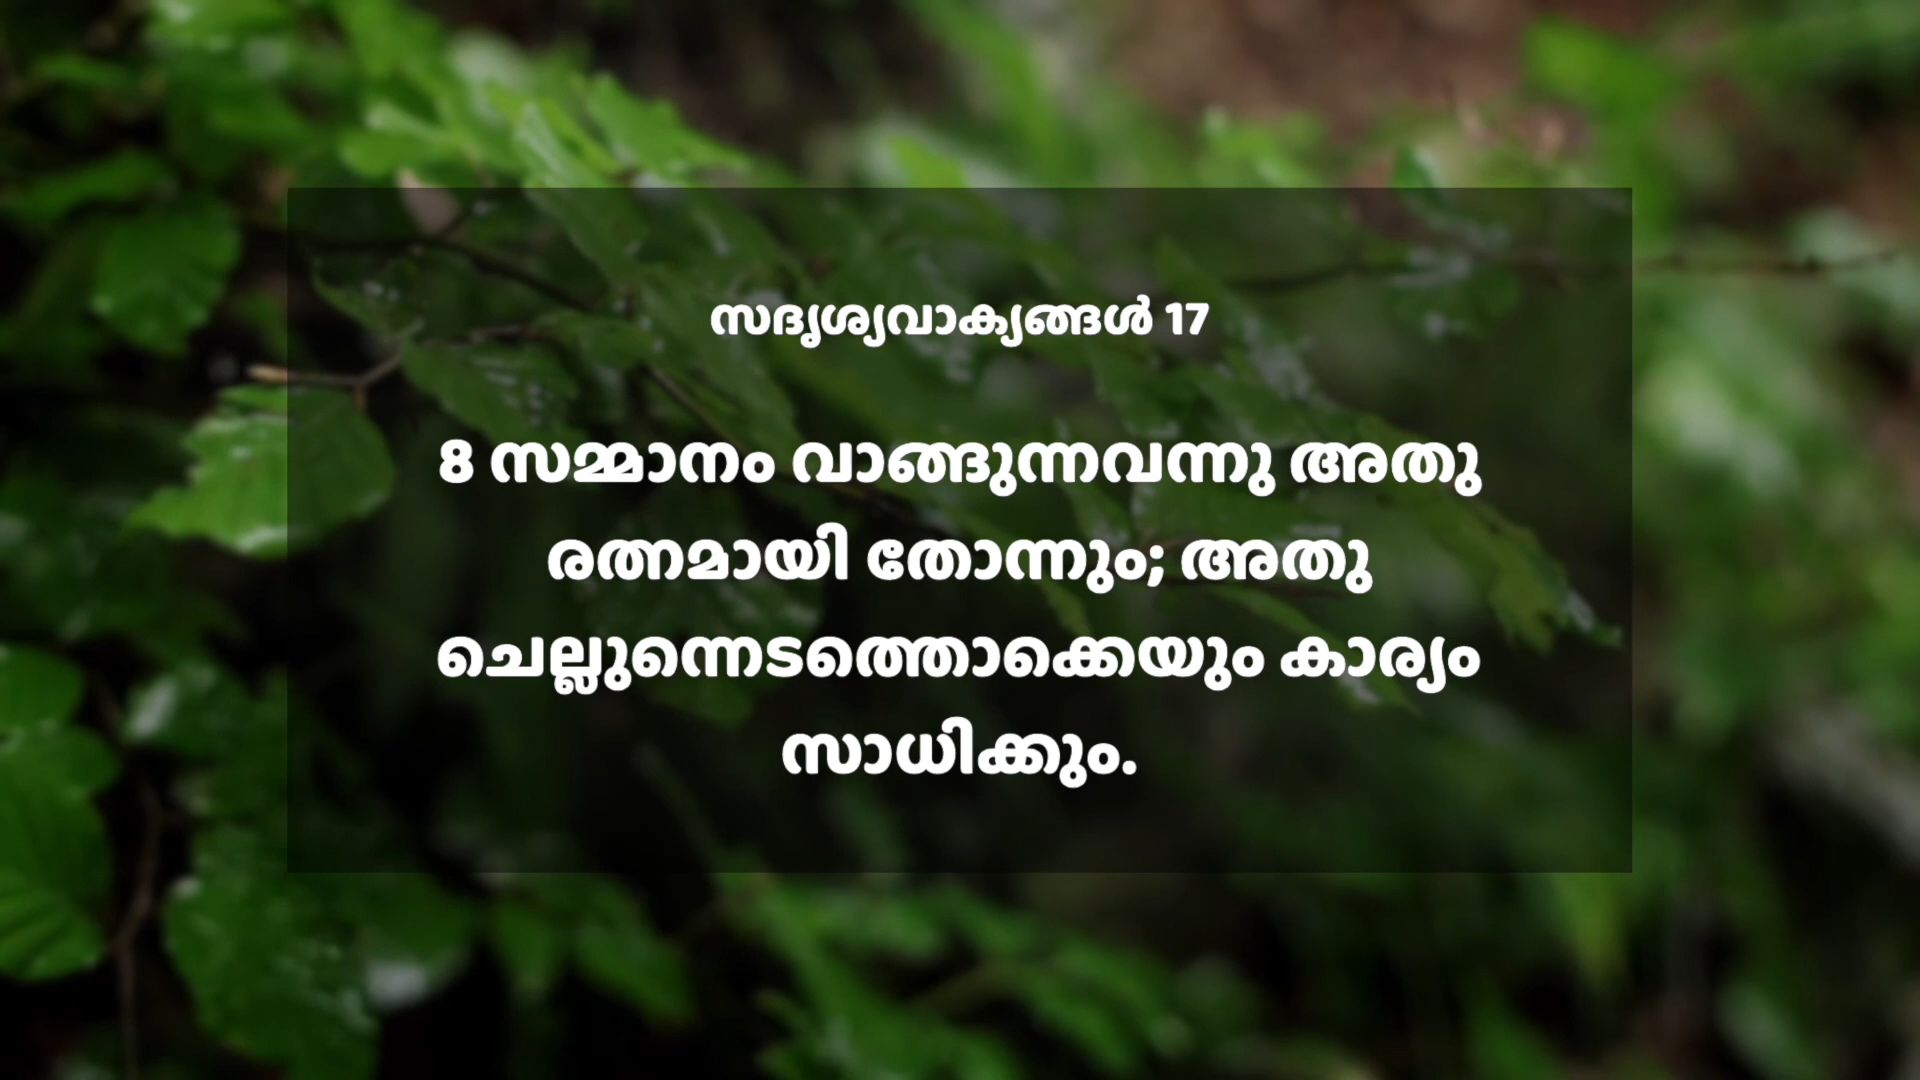 സദൃശ്യവാക്യങ്ങൾ 17
8 സമ്മാനം വാങ്ങുന്നവന്നു അതു
രത്നമായി തോന്നും; അതു
ചെല്ലുന്നെടത്തൊക്കെയും കാര്യം
സാധിക്കും.